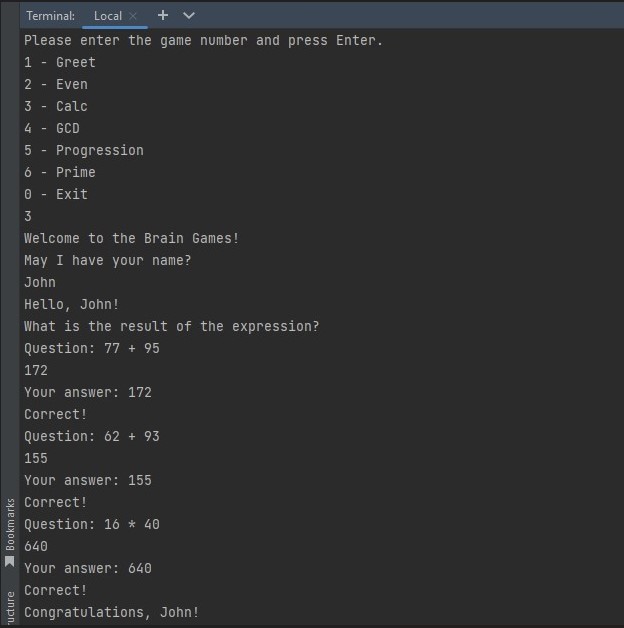 Terminal: Local
Please enter the game number and press Enter.
1 - Greet
2 - Even
3 - Calc
4 - GCD
5 - Progression
6 - Prime
0 - Exit
3
Welcome to the Brain Games!
May I have your name?
John
Hello, John!
What is the result of the expression?
Question: 77 + 95
172
Your answer: 172
Correct!
Question: 62 + 93
155
Your answer: 155
Correct!
Question: 16 * 40
640
Your answer: 640
Correct!
Congratulations, John!
Bookmarks
ucture